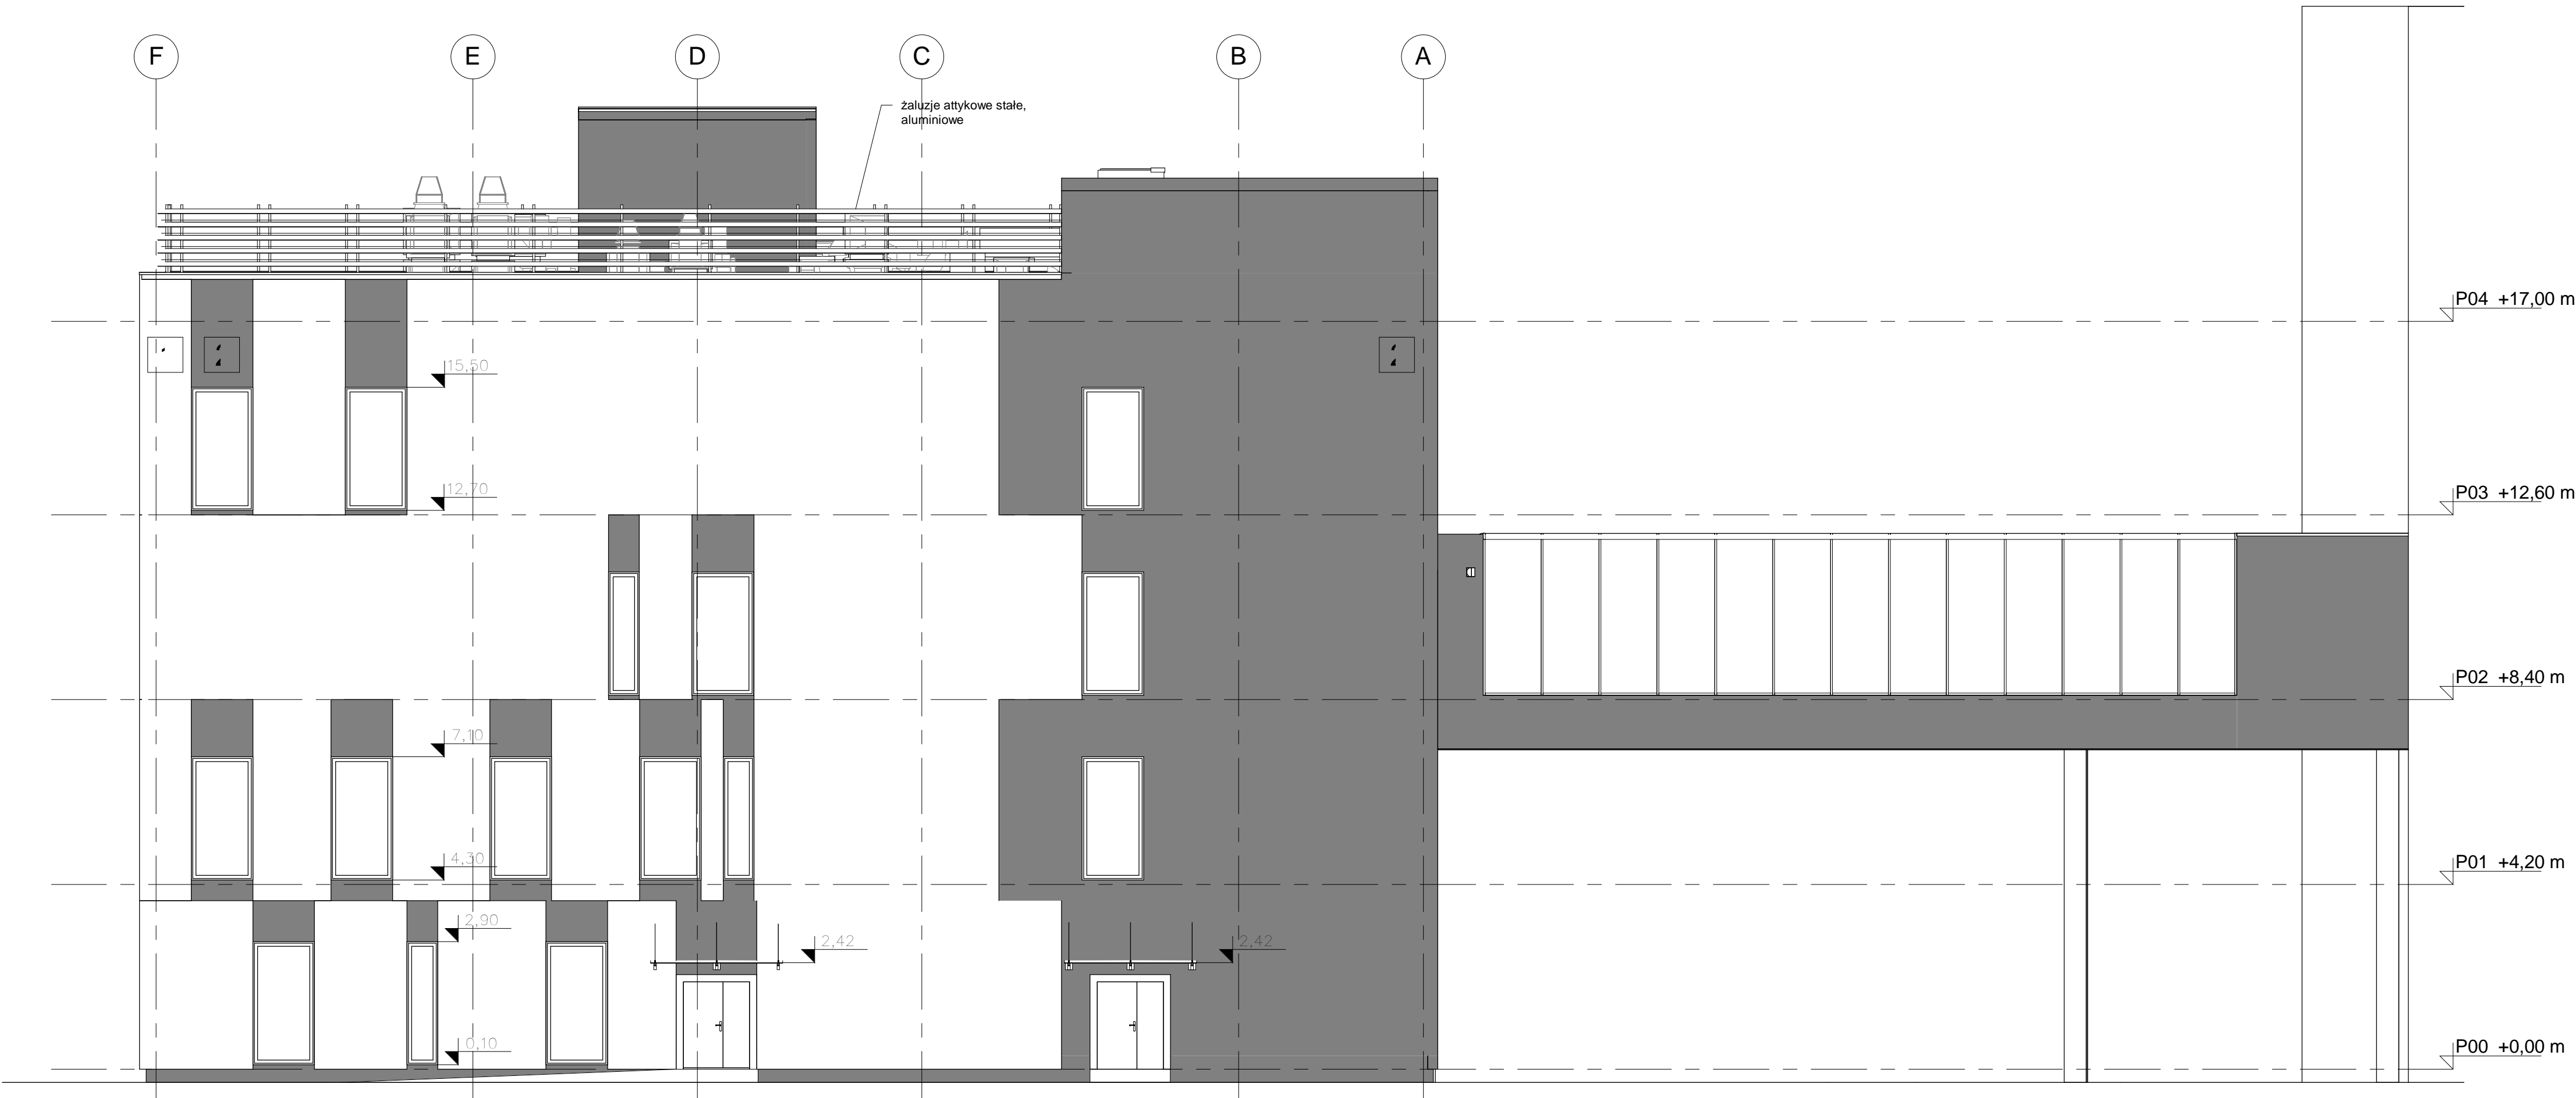 F E D C B A
żaluzje attykowe stałe,
aluminiowe
P04 +17,00 m
15,50
12,70
P03 +12,60 m
P02 +8,40 m
7,10
4,30
P01 +4,20 m
2,90
2,42
2,42
0,10
P00 +0,00 m